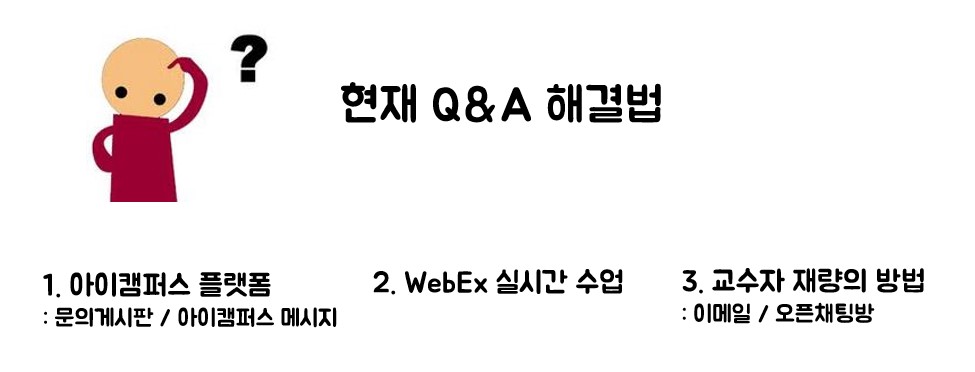 ?
현재 Q&A 해결법
1. 아이캠퍼스 플랫폼
: 문의게시판 / 아이캠퍼스 메시지
2. WebEx 실시간 수업
3. 교수자 재량의 방법
: 이메일 / 오픈채팅방